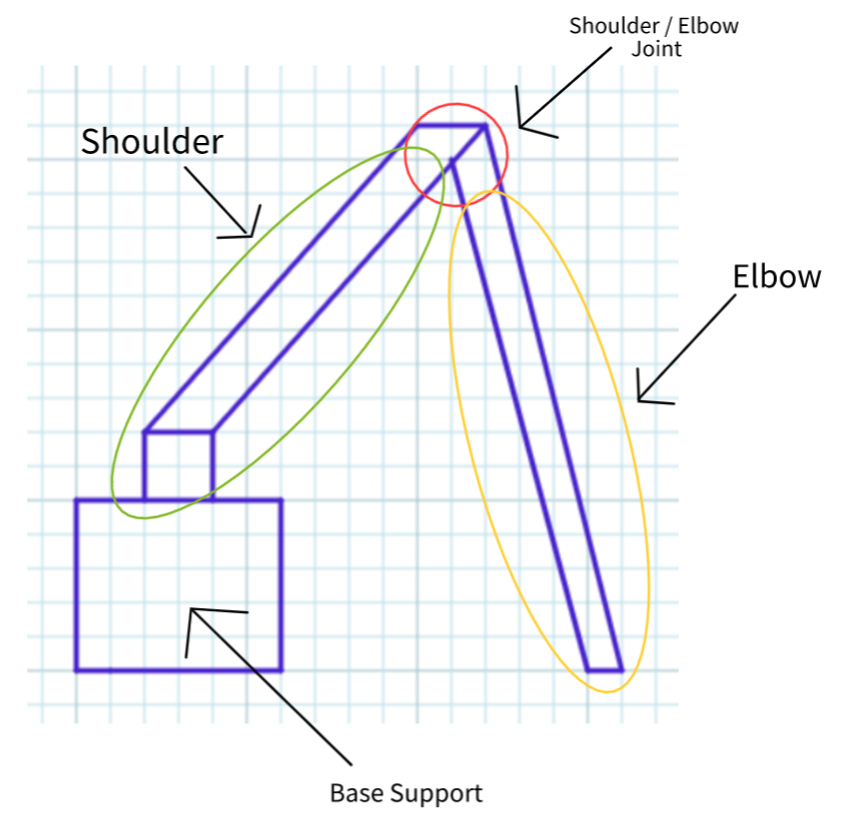 Shoulder / Elbow
Joint
Shoulder
Elbow
Base Support